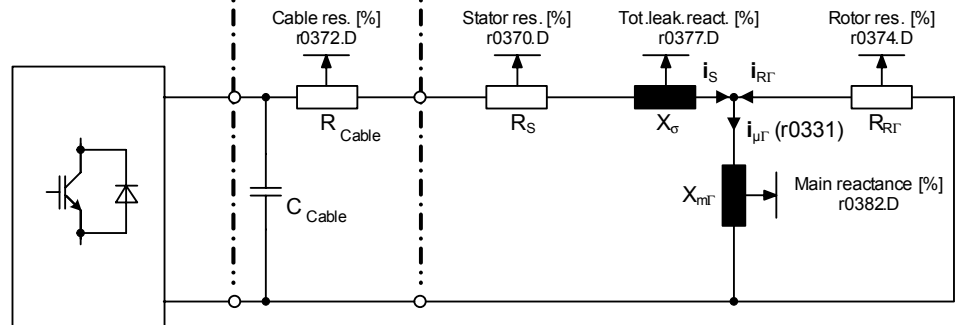 Cable res. [%]
r0372.D
Stator res. [%]
r0370.D
Tot.leak.react. [%]
r0377.D
Rotor res. [%]
r0374.D
iS
iRΓ
R Cable
RS
Xσ
RRΓ
iμΓ (r0331)
C Cable
XmΓ
Main reactance [%]
r0382.D